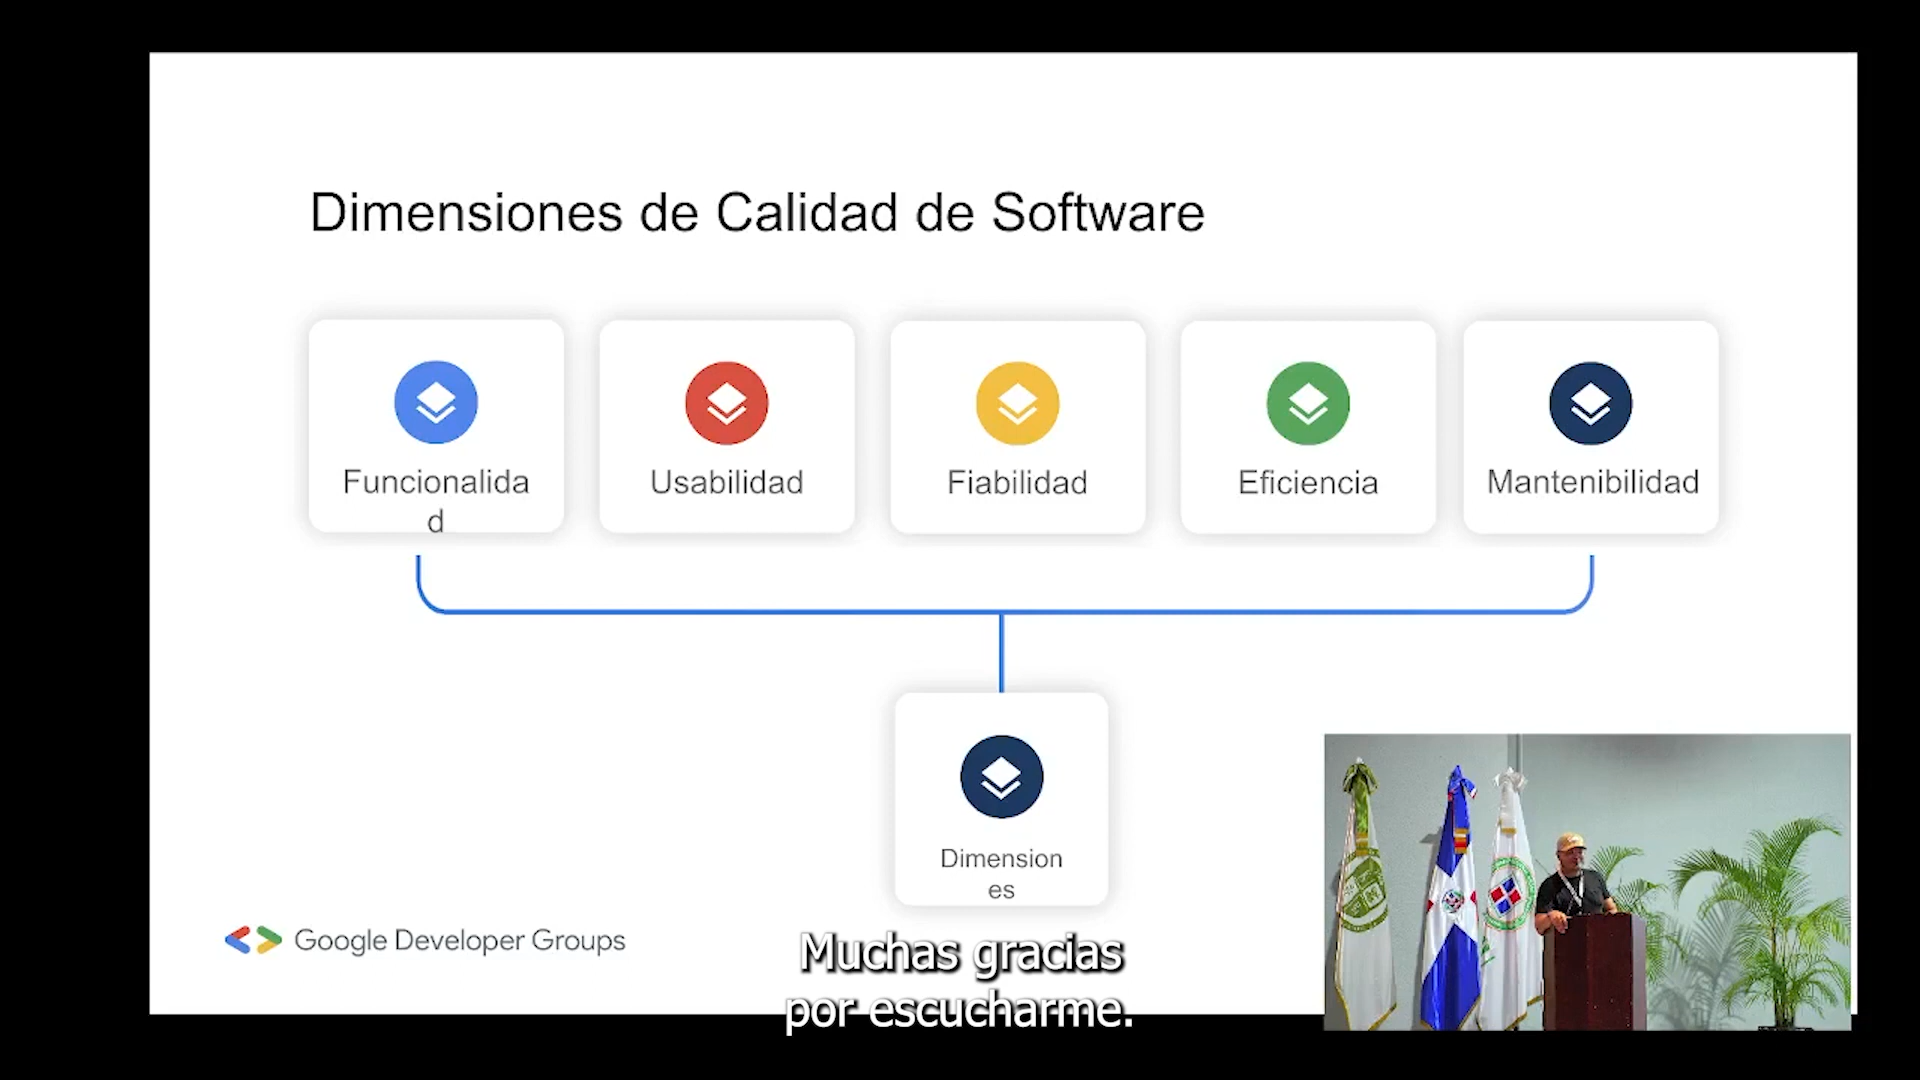 Dimensiones de Calidad de Software
Funcionalida
d
Usabilidad
Fiabilidad
Eficiencia
Mantenibilidad
Dimension
es
Google Developer Groups
Muchas gracias
por escucharme.